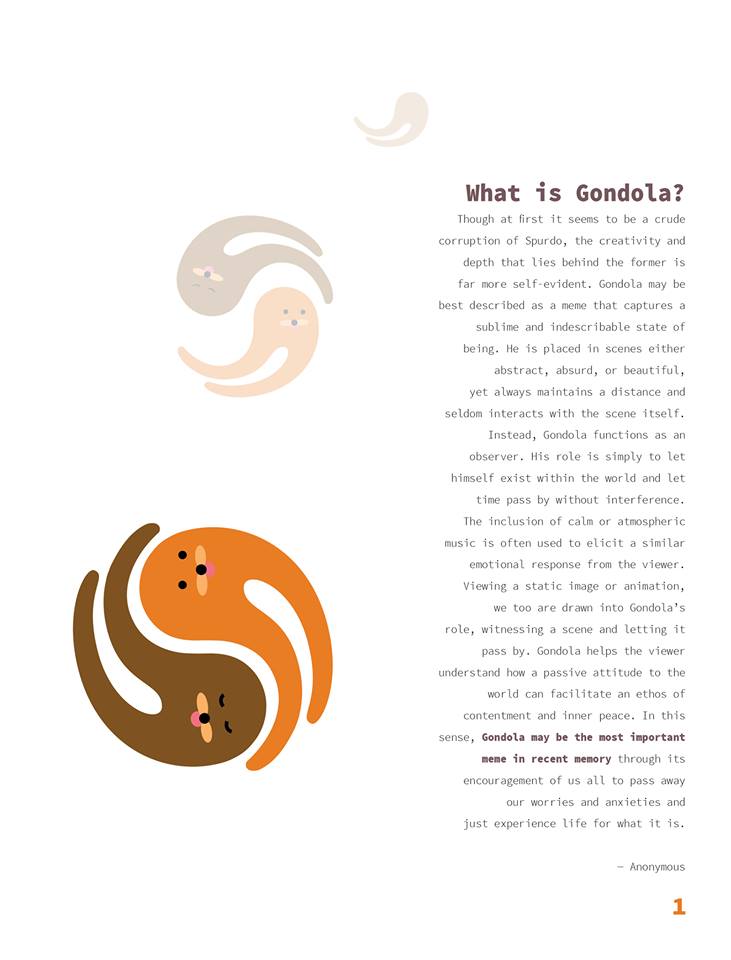 What is Gondola?
Though at first it seems to be a crude
corruption of Spurdo, the creativity and
depth that lies behind the former is
far more self-evident. Gondola may be
best described as a meme that captures a
sublime and indescribable state of
being. He is placed in scenes either
abstract, absurd, or beautiful,
yet always maintains a distance and
seldom interacts with the scene itself.
Instead, Gondola functions as an
observer. His role is simply to let
himself exist within the world and let
time pass by without interference.
The inclusion of calm or atmospheric
music is often used to elicit a similar
emotional response from the viewer.
Viewing a static image or animation,
we too are drawn into Gondola’s
role, witnessing a scene and letting it
pass by. Gondola helps the viewer
understand how a passive attitude to the
world can facilitate an ethos of
contentment and inner peace. In this
sense, Gondola may be the most important
meme in recent memory through its
encouragement of us all to pass away
our worries and anxieties and
just experience life for what it is.
— Anonymous
1